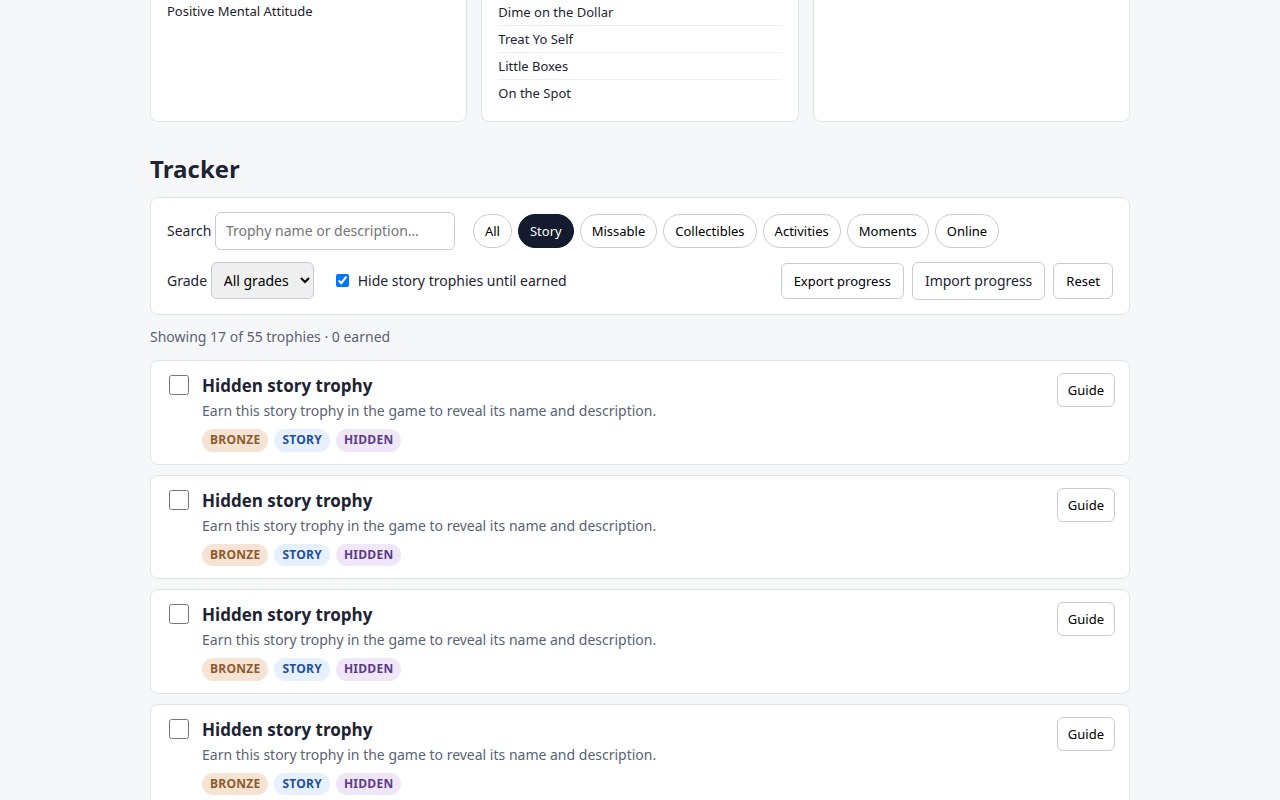 Positive Mental Attitude
Dime on the Dollar
Treat Yo Self
Little Boxes
On the Spot
Tracker
Search Trophy name or description... All Story Missable Collectibles Activities Moments Online
Grade All grades Hide story trophies until earned Export progress Import progress Reset
Showing 17 of 55 trophies · 0 earned
Hidden story trophy Guide
Earn this story trophy in the game to reveal its name and description.
BRONZE STORY HIDDEN
Hidden story trophy Guide
Earn this story trophy in the game to reveal its name and description.
BRONZE STORY HIDDEN
Hidden story trophy Guide
Earn this story trophy in the game to reveal its name and description.
BRONZE STORY HIDDEN
Hidden story trophy Guide
Earn this story trophy in the game to reveal its name and description.
BRONZE STORY HIDDEN